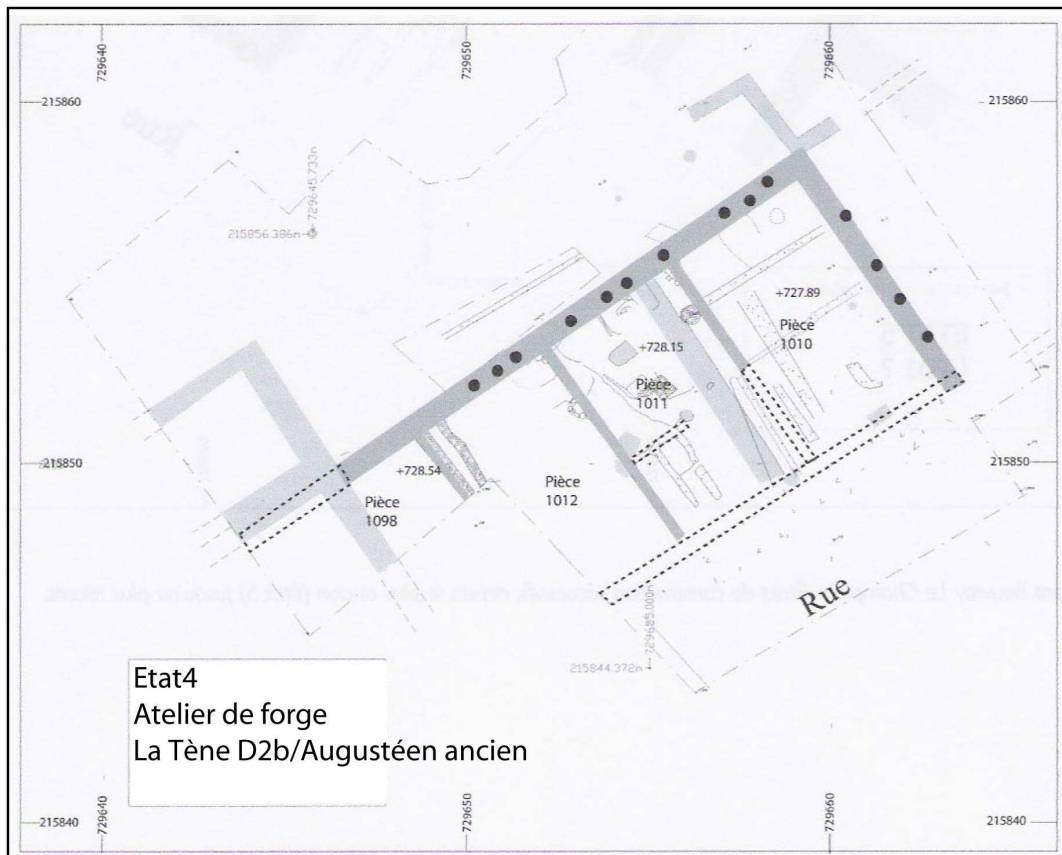 729640
729650
729660
215860
215860
729645.733n
215856.386n
+727.89
Pièce
1010
+728.15
Pièce
1011
215850
215850
+728.54
Pièce
1098
Pièce
1012
Rue
215844.372n
Etat4
Atelier de forge
La Tène D2b/Augustéen ancien
215840
215840
729640
729650
729660